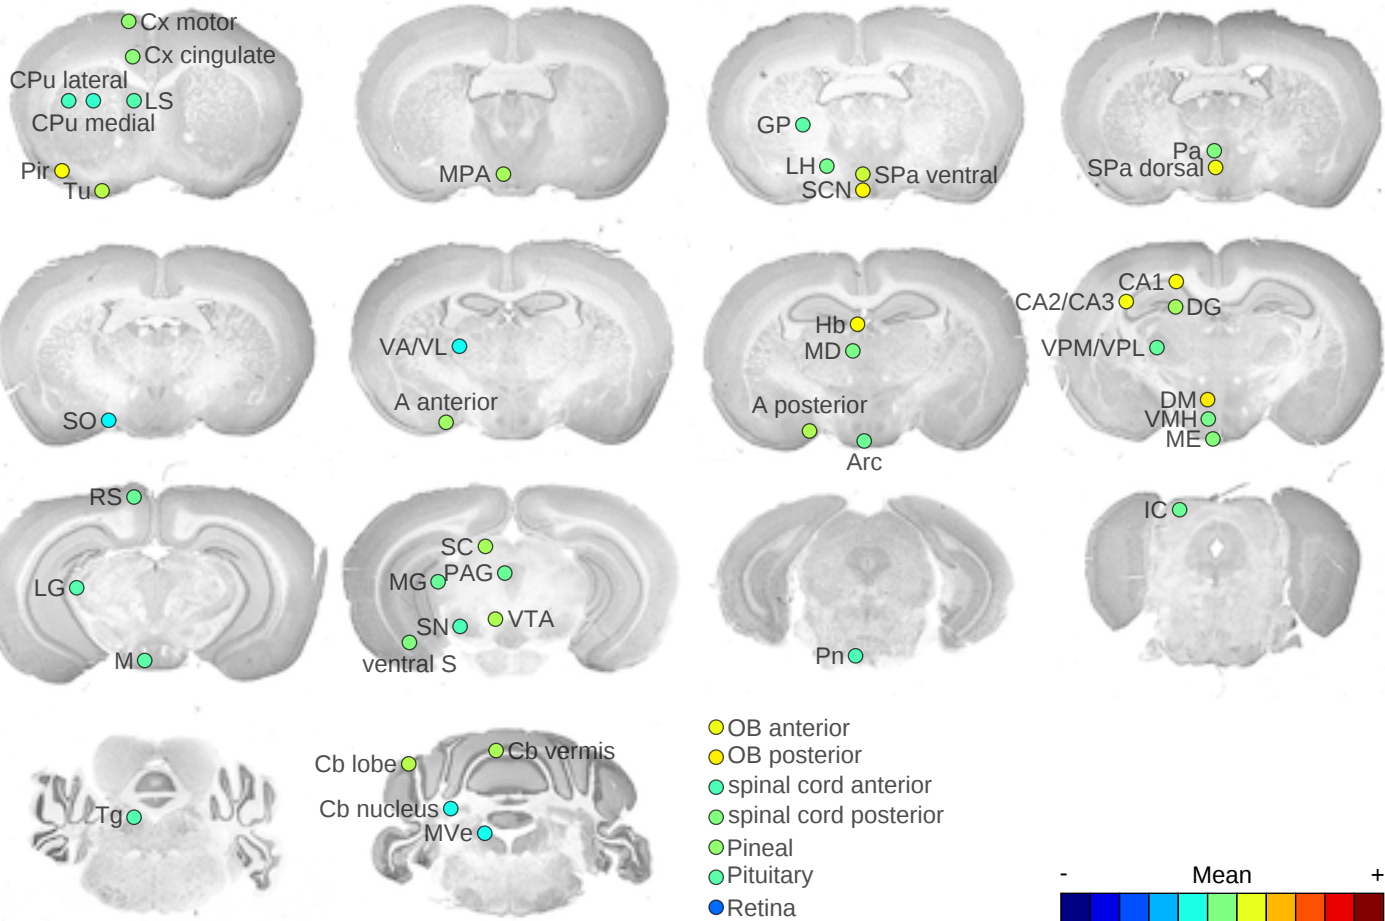 Cx motor
Cx cingulate
CPu lateral
LS
CPu medial
Pir
Tu
MPA
GP
LH
SPa ventral
SCN
Pa
SPa dorsal
SO
VA/VL
A anterior
Hb
MD
A posterior
Arc
CA1
CA2/CA3
DG
VPM/VPL
DM
VMH
ME
RS
LG
M
SC
MG
PAG
SN
VTA
ventral S
Pn
IC
Tg
Cb lobe
Cb vermis
Cb nucleus
MVe
OB anterior
OB posterior
spinal cord anterior
spinal cord posterior
Pineal
Pituitary
Retina
- Mean +